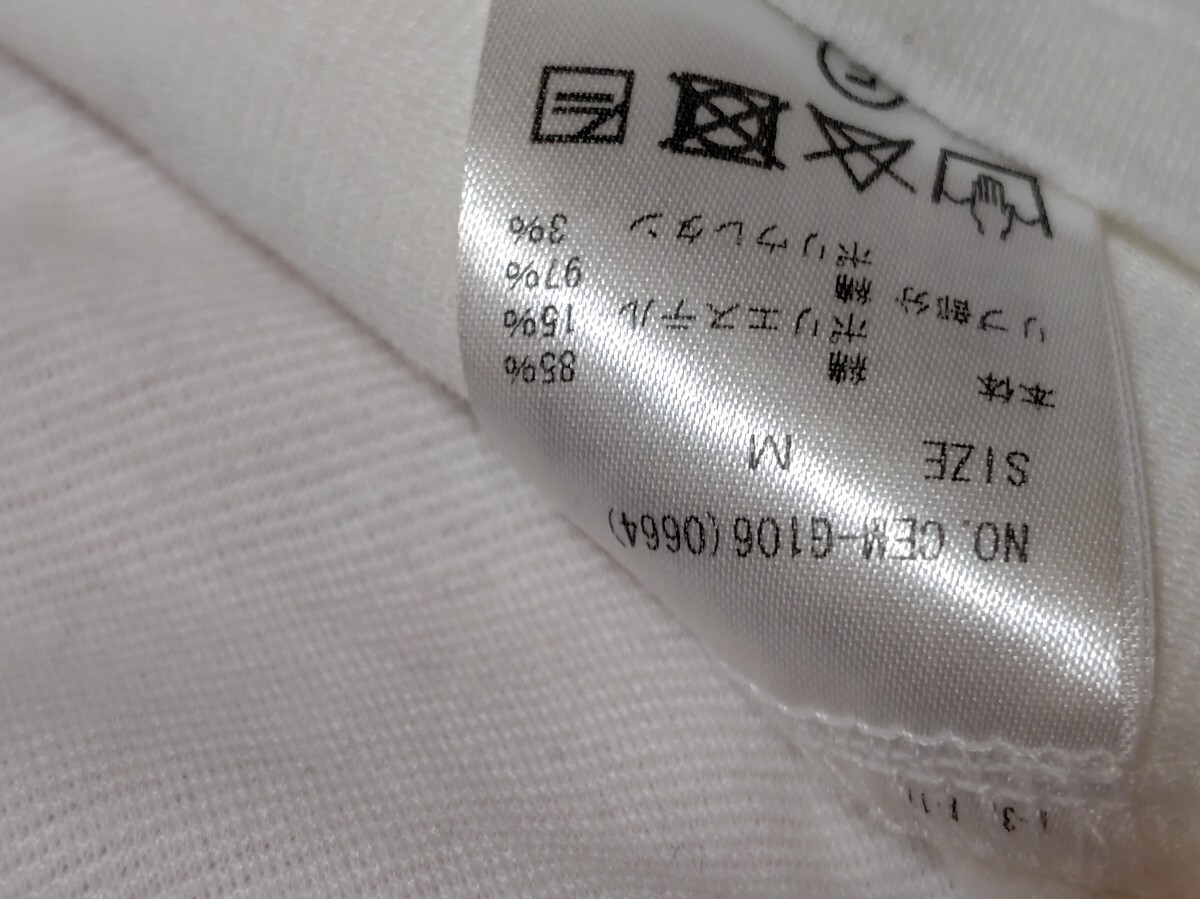 NO. CEM-G106(0664)
SIZE M
本体 綿 85%
ポリエステル 15%
リブ部分 綿 97%
ポリウレタン 3%